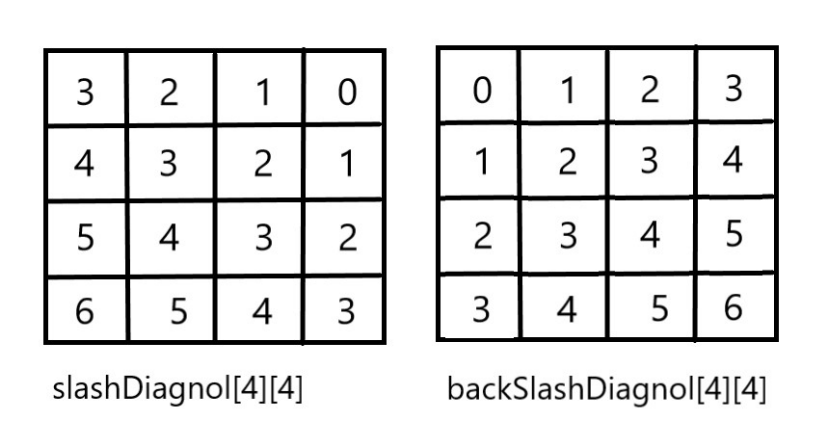 3 2 1 0
4 3 2 1
5 4 3 2
6 5 4 3
slashDiagnol[4][4]
0 1 2 3
1 2 3 4
2 3 4 5
3 4 5 6
backSlashDiagnol[4][4]